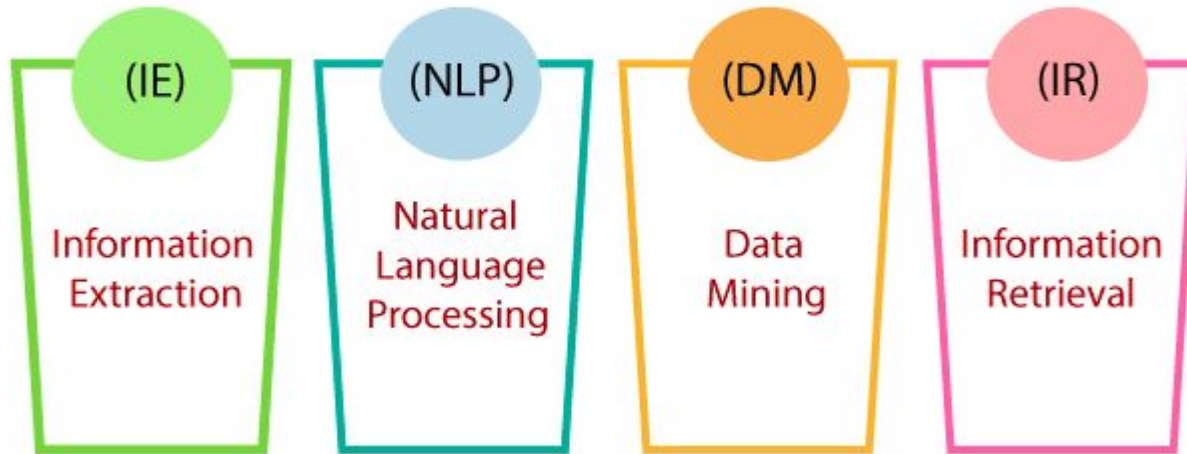 (IE)
Information
Extraction
(NLP)
Natural
Language
Processing
(DM)
Data
Mining
(IR)
Information
Retrieval